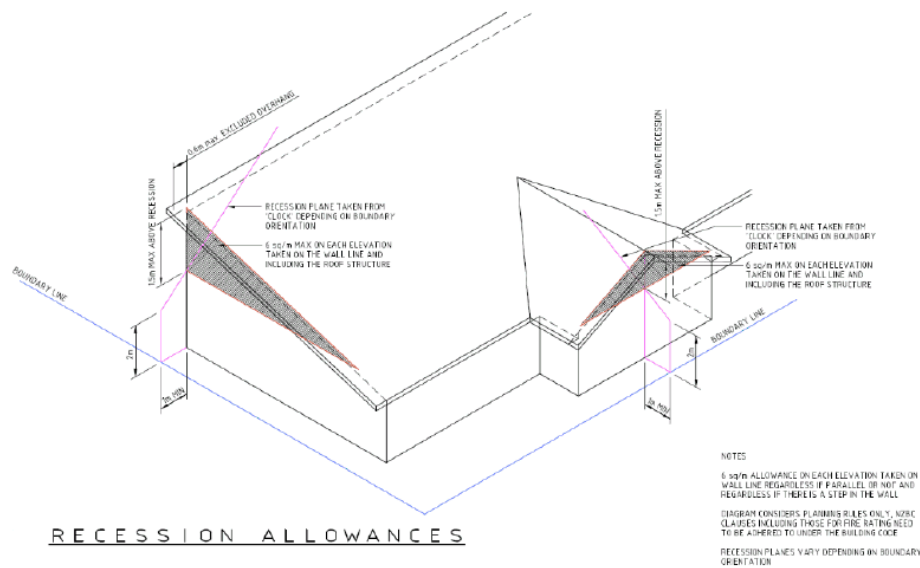 0.6m max EXCLUDED OVERHANG
1.5m MAX ABOVE RECESSION
RECESSION PLANE TAKEN FROM
'CLOCK' DEPENDING ON BOUNDARY
ORIENTATION
6 sq/m MAX ON EACH ELEVATION
TAKEN ON THE WALL LINE AND
INCLUDING THE ROOF STRUCTURE
BOUNDARY LINE
2m
1m MIN
1.5m MAX ABOVE RECESSION
RECESSION PLANE TAKEN FROM
'CLOCK' DEPENDING ON BOUNDARY
ORIENTATION
6 sq/m MAX ON EACH ELEVATION
TAKEN ON THE WALL LINE AND
INCLUDING THE ROOF STRUCTURE
BOUNDARY LINE
2m
1m MIN
NOTES
6 sq/m ALLOWANCE ON EACH ELEVATION TAKEN ON
WALL LINE REGARDLESS IF PARALLEL OR NOT AND
REGARDLESS IF THERE IS A STEP IN THE WALL
DIAGRAM CONSIDERS PLANNING RULES ONLY, NZBC
CLAUSES INCLUDING THOSE FOR FIRE RATING NEED
TO BE ADHERED TO UNDER THE BUILDING CODE
RECESSION PLANES VARY DEPENDING ON BOUNDARY
ORIENTATION
RECESSION ALLOWANCES